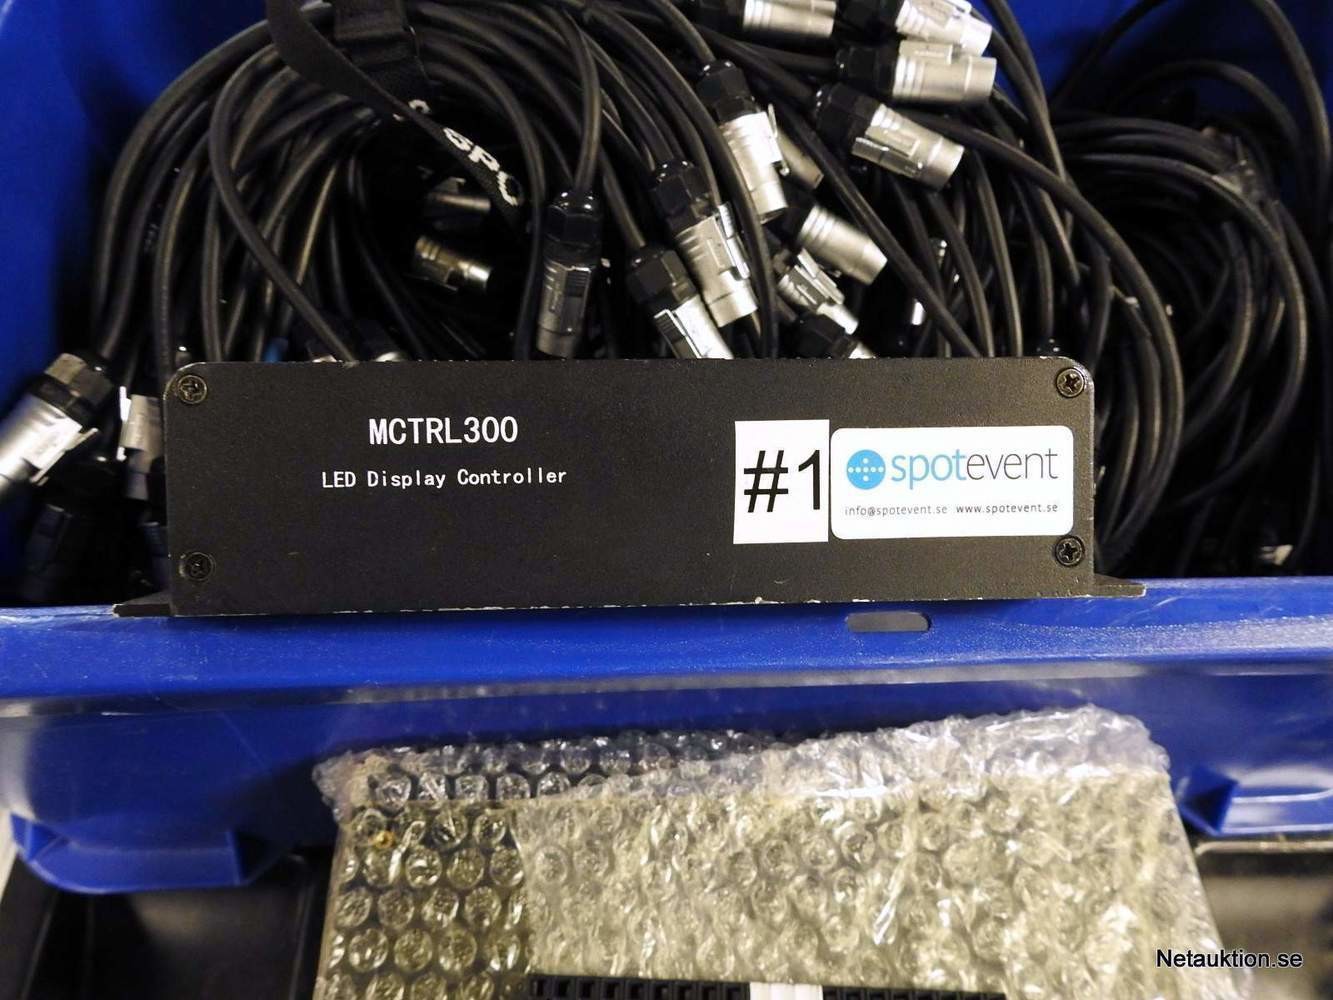 MCTRL300
LED Display Controller
#1
spotevent
info@spotevent.se www.spotevent.se
Netauktion.se